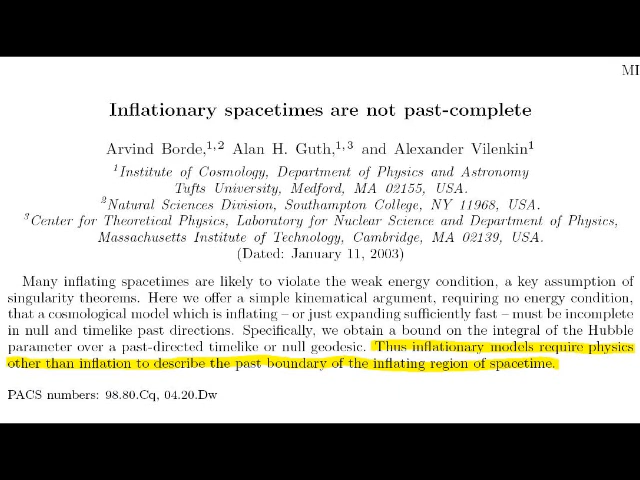 MI
Inflationary spacetimes are not past-complete
Arvind Borde,1,2 Alan H. Guth,1,3 and Alexander Vilenkin1
1Institute of Cosmology, Department of Physics and Astronomy
Tufts University, Medford, MA 02155, USA.
2Natural Sciences Division, Southampton College, NY 11968, USA.
3Center for Theoretical Physics, Laboratory for Nuclear Science and Department of Physics,
Massachusetts Institute of Technology, Cambridge, MA 02139, USA.
(Dated: January 11, 2003)
Many inflating spacetimes are likely to violate the weak energy condition, a key assumption of
singularity theorems. Here we offer a simple kinematical argument, requiring no energy condition,
that a cosmological model which is inflating – or just expanding sufficiently fast – must be incomplete
in null and timelike past directions. Specifically, we obtain a bound on the integral of the Hubble
parameter over a past-directed timelike or null geodesic. Thus inflationary models require physics
other than inflation to describe the past boundary of the inflating region of spacetime.
PACS numbers: 98.80.Cq, 04.20.Dw